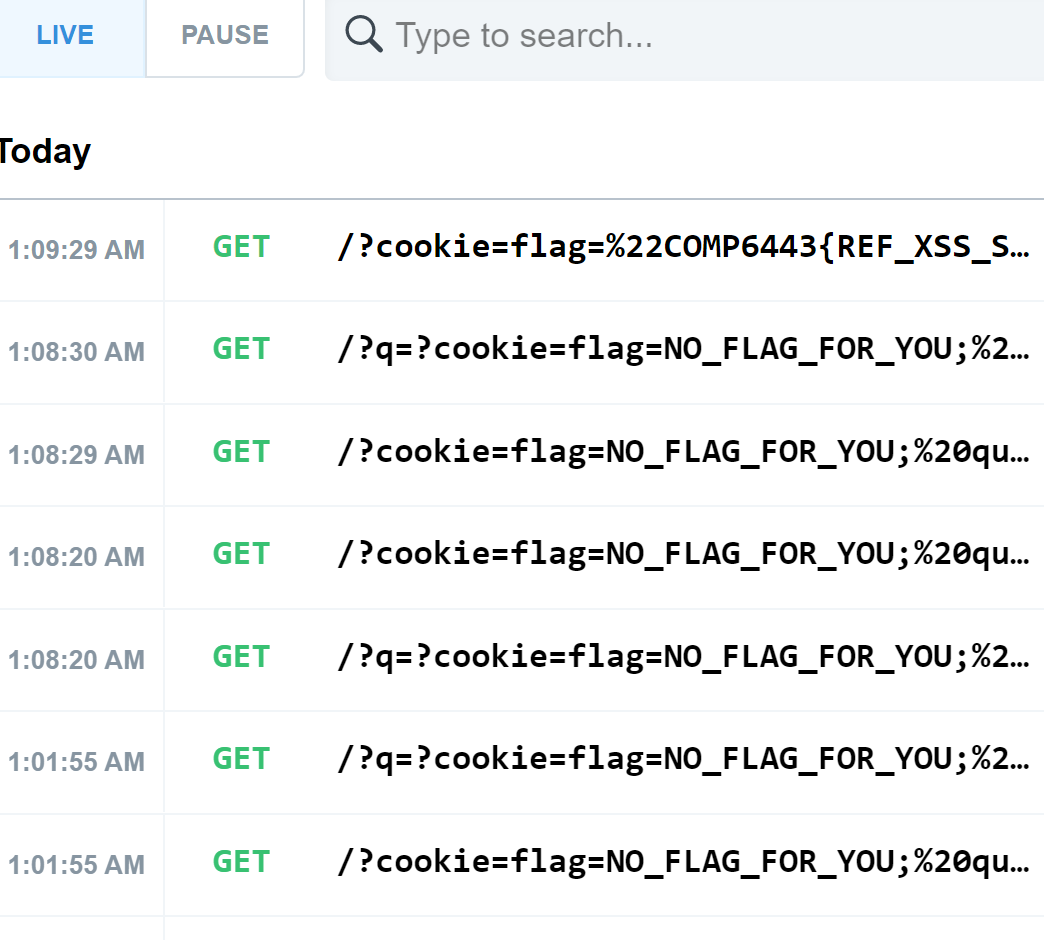 LIVE PAUSE Type to search...
Today
1:09:29 AM GET /?cookie=flag=%22COMP6443{REF_XSS_S…
1:08:30 AM GET /?q=?cookie=flag=NO_FLAG_FOR_YOU;%2…
1:08:29 AM GET /?cookie=flag=NO_FLAG_FOR_YOU;%20qu…
1:08:20 AM GET /?cookie=flag=NO_FLAG_FOR_YOU;%20qu…
1:08:20 AM GET /?q=?cookie=flag=NO_FLAG_FOR_YOU;%2…
1:01:55 AM GET /?q=?cookie=flag=NO_FLAG_FOR_YOU;%2…
1:01:55 AM GET /?cookie=flag=NO_FLAG_FOR_YOU;%20qu…